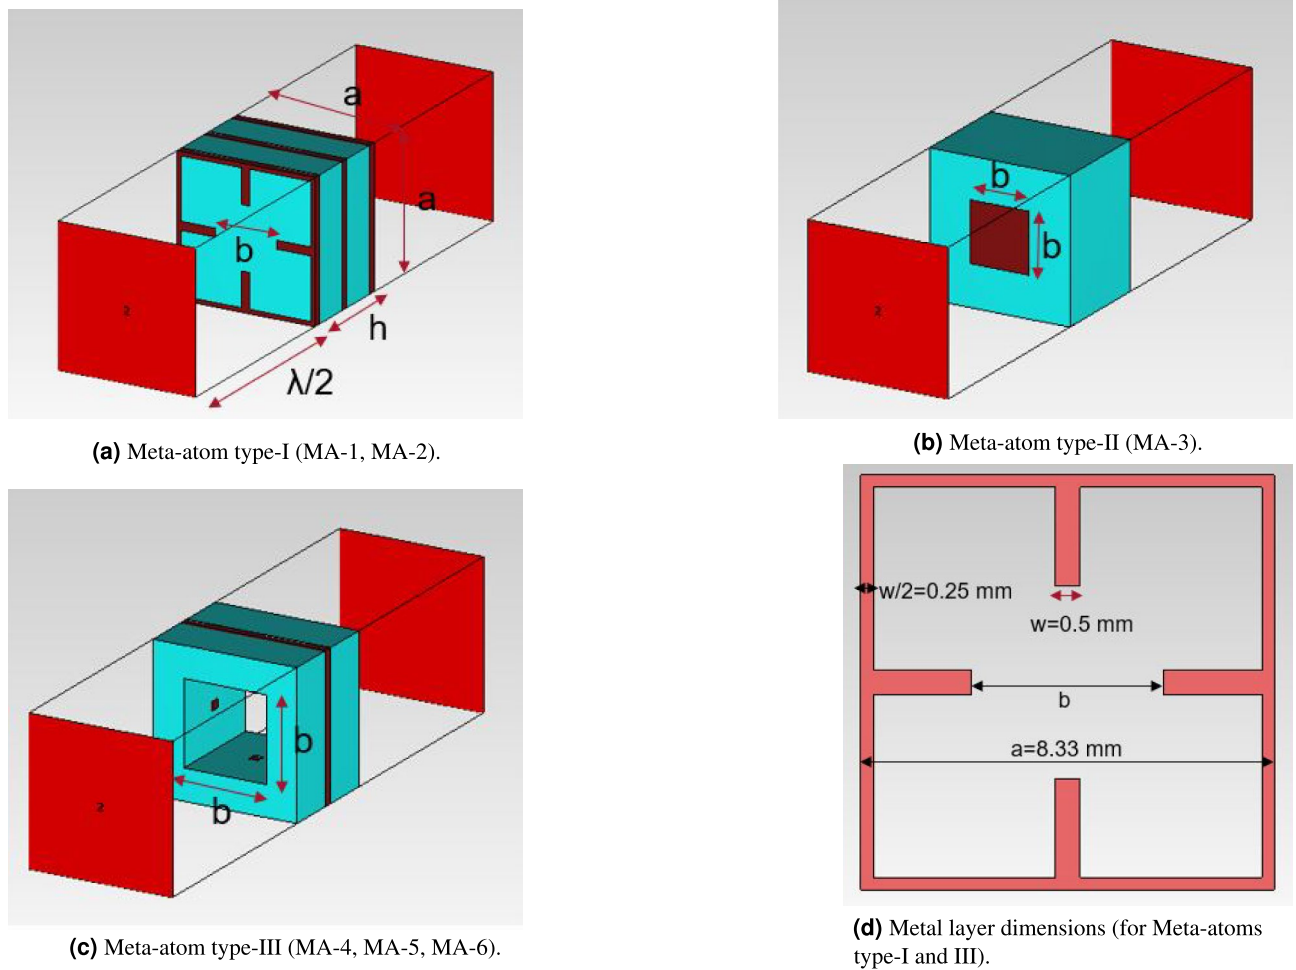 a
a
b
h
λ/2
(a) Meta-atom type-I (MA-1, MA-2).
b
b
(b) Meta-atom type-II (MA-3).
b
b
(c) Meta-atom type-III (MA-4, MA-5, MA-6).
w/2=0.25 mm
w=0.5 mm
b
a=8.33 mm
(d) Metal layer dimensions (for Meta-atoms
type-I and III).